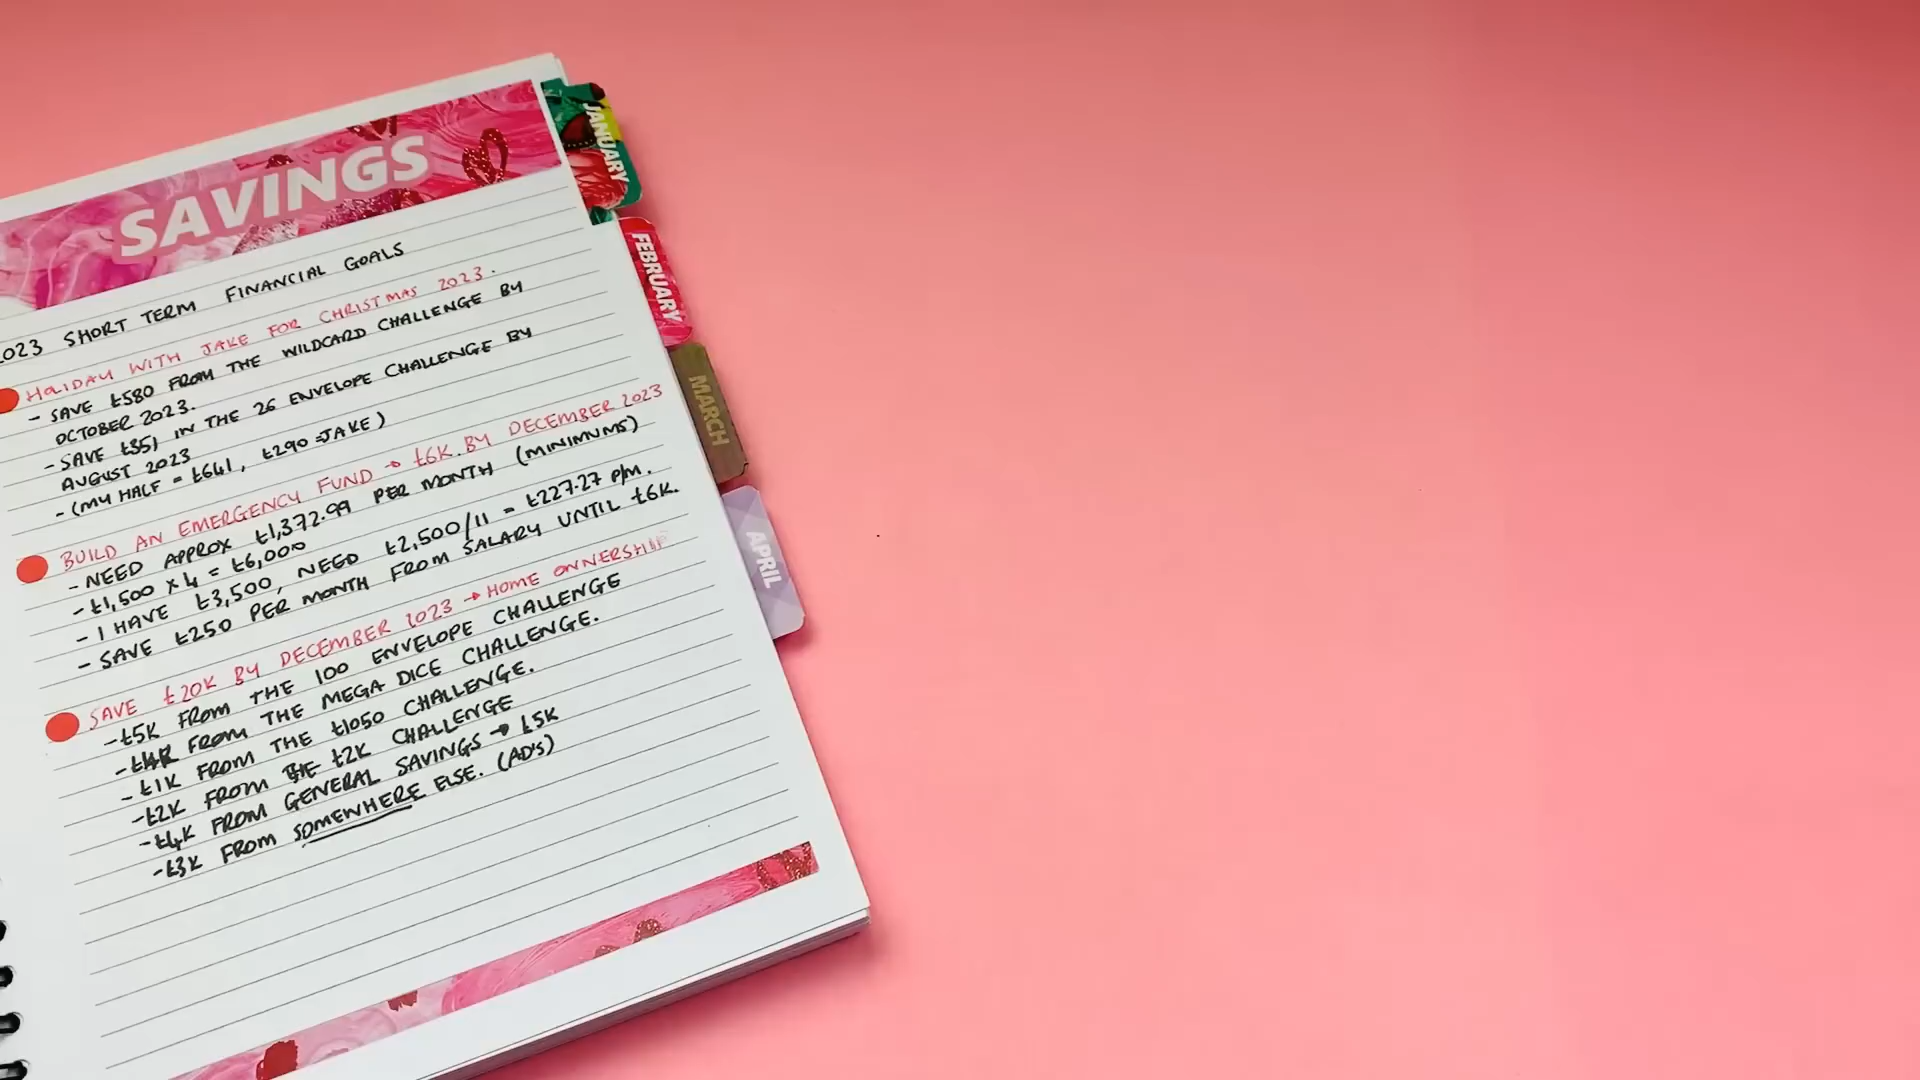 SAVINGS
2023 SHORT TERM FINANCIAL GOALS
HOLIDAY WITH JAKE FOR CHRISTMAS 2023.
- SAVE £580 FROM THE WILDCARD CHALLENGE BY
OCTOBER 2023.
- SAVE £351 IN THE 26 ENVELOPE CHALLENGE BY
AUGUST 2023
- (MY HALF = £641, £290 = JAKE)
BUILD AN EMERGENCY FUND → £6K BY DECEMBER 2023
- NEED APPROX £1,372.99 PER MONTH (MINIMUMS)
- £1,500 x 4 = £6,000
- I HAVE £3,500, NEED £2,500/11 = £227.27 P/M.
- SAVE £250 PER MONTH FROM SALARY UNTIL £6K.
SAVE £20K BY DECEMBER 2023 → HOME OWNERSHIP
- £5K FROM THE 100 ENVELOPE CHALLENGE
- £4K FROM THE MEGA DICE CHALLENGE.
- £1K FROM THE £1050 CHALLENGE.
- £2K FROM THE £2K CHALLENGE
- £4K FROM GENERAL SAVINGS → £5K
- £3K FROM SOMEWHERE ELSE. (AD'S)
JANUARY
FEBRUARY
MARCH
APRIL